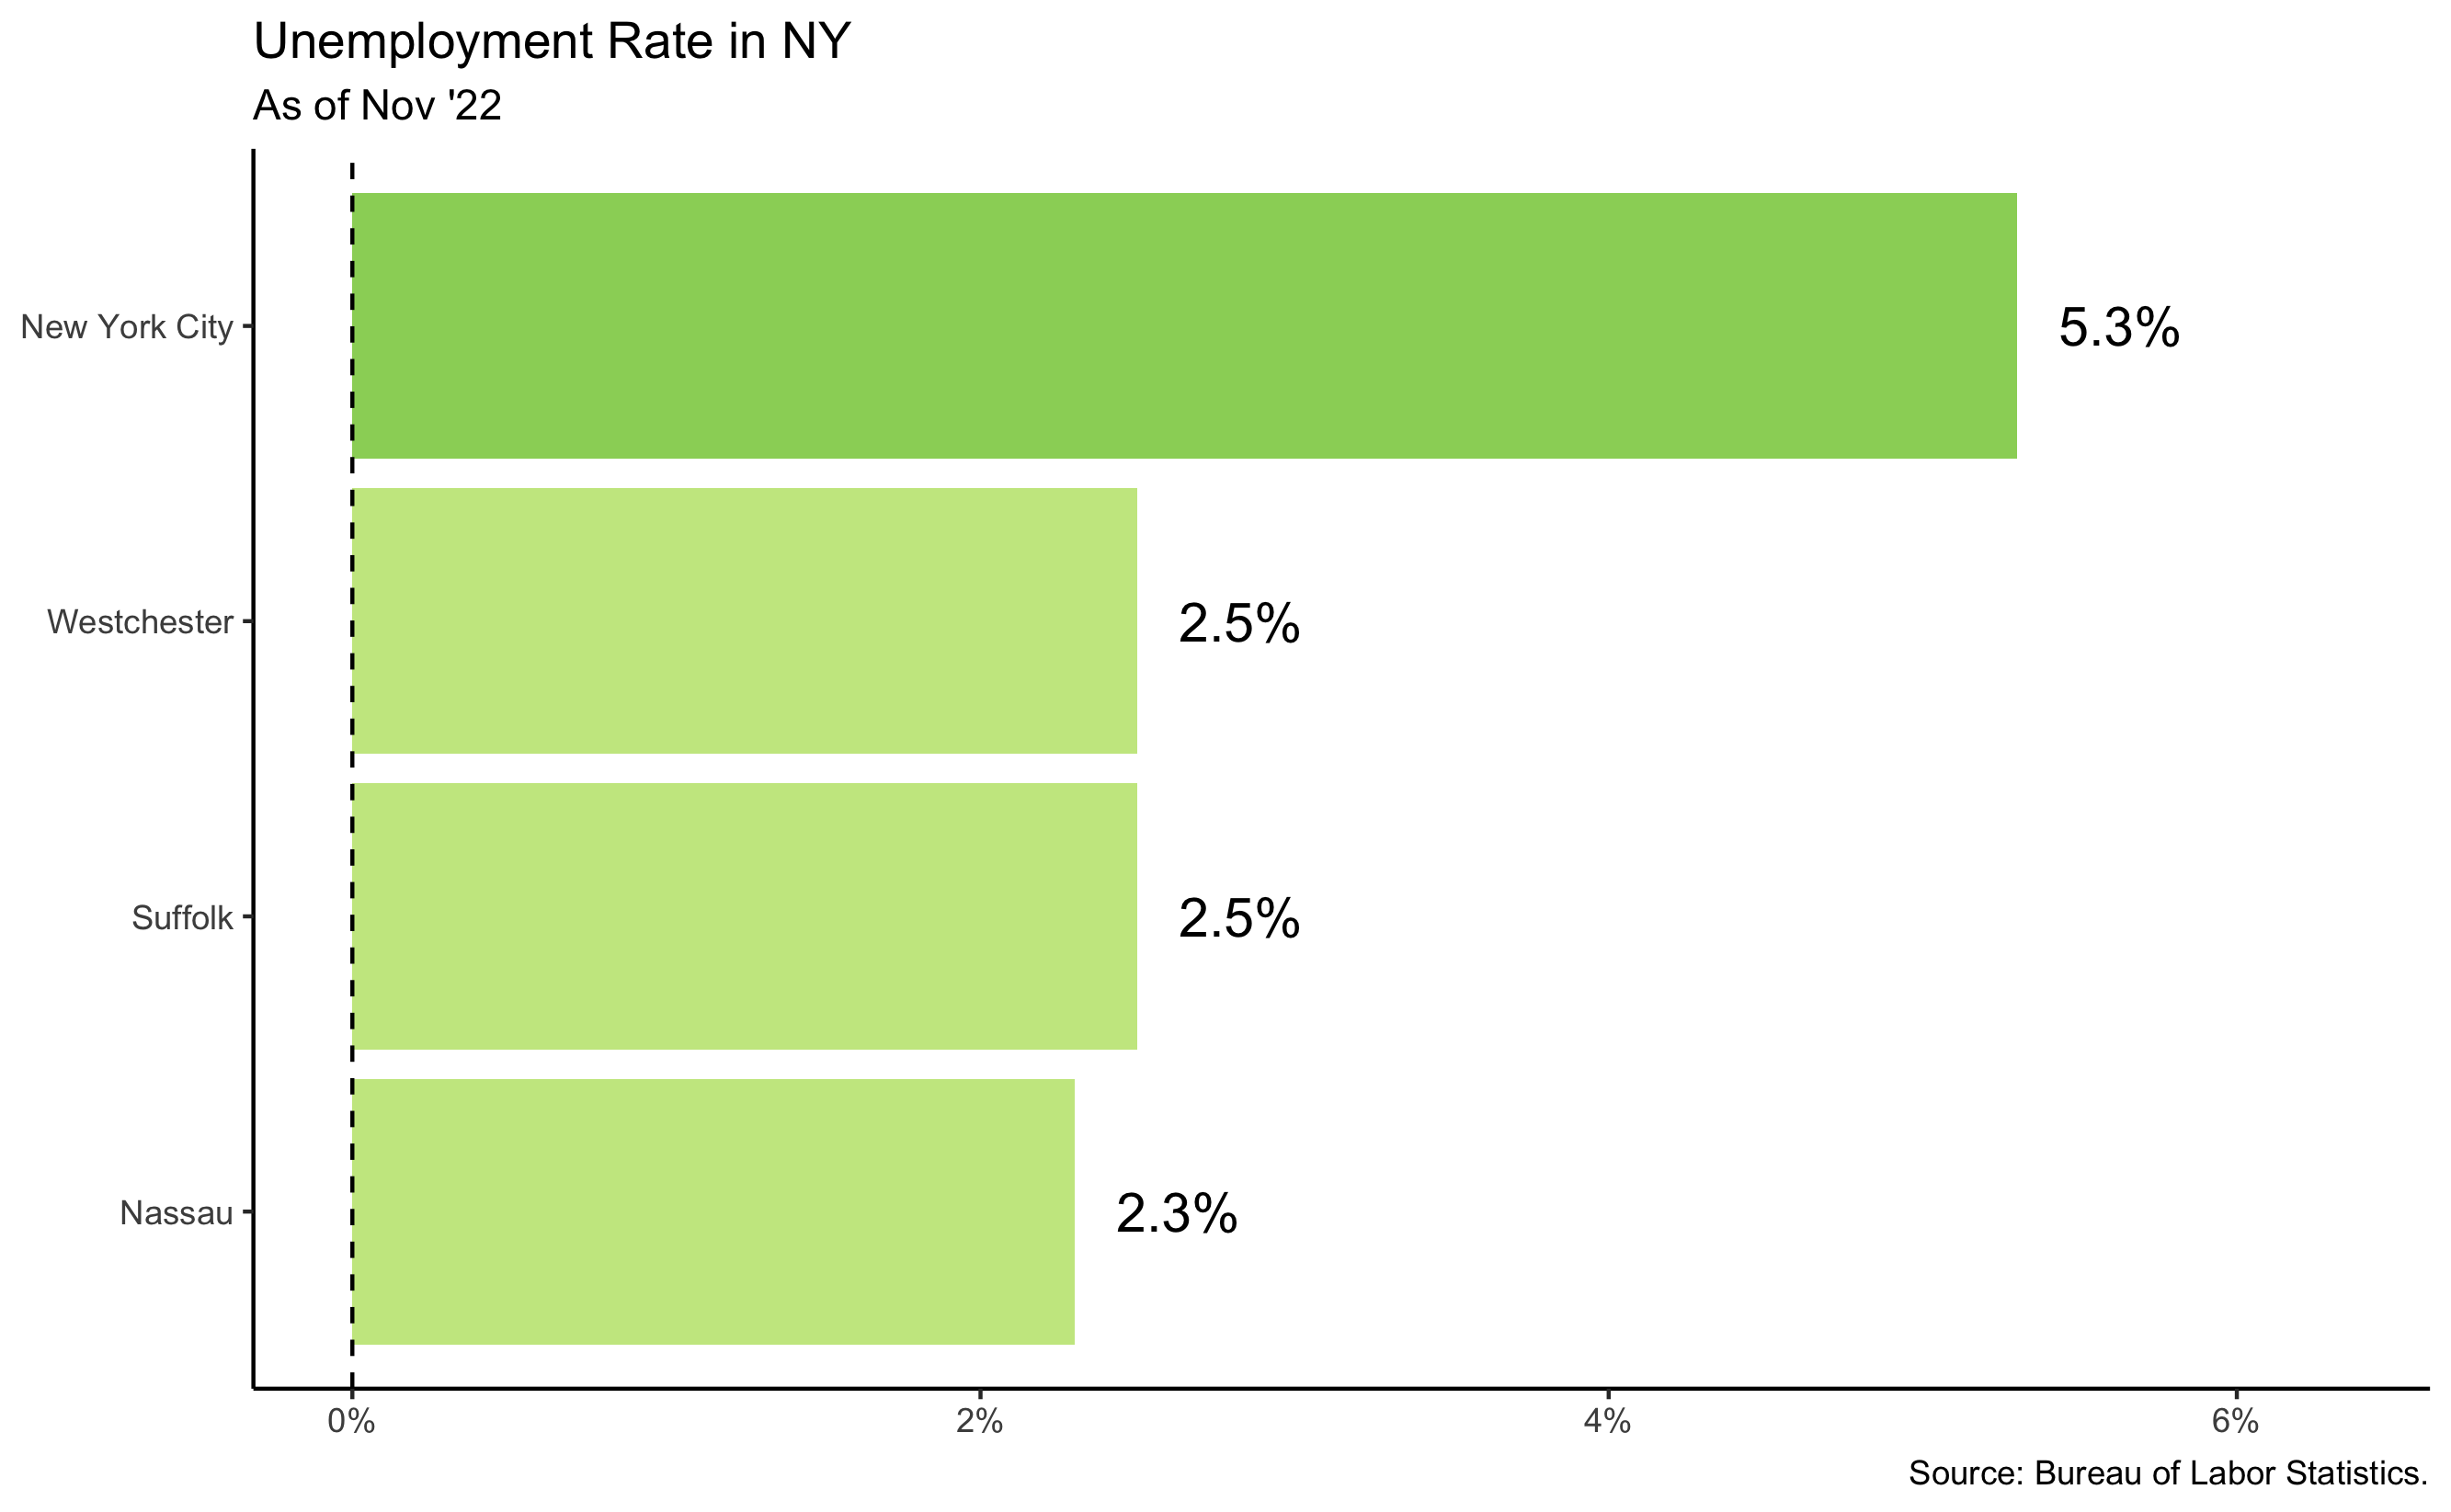 Unemployment Rate in NY
As of Nov '22
New York City
5.3%
Westchester
2.5%
Suffolk
2.5%
Nassau
2.3%
0% 2% 4% 6%
Source: Bureau of Labor Statistics.